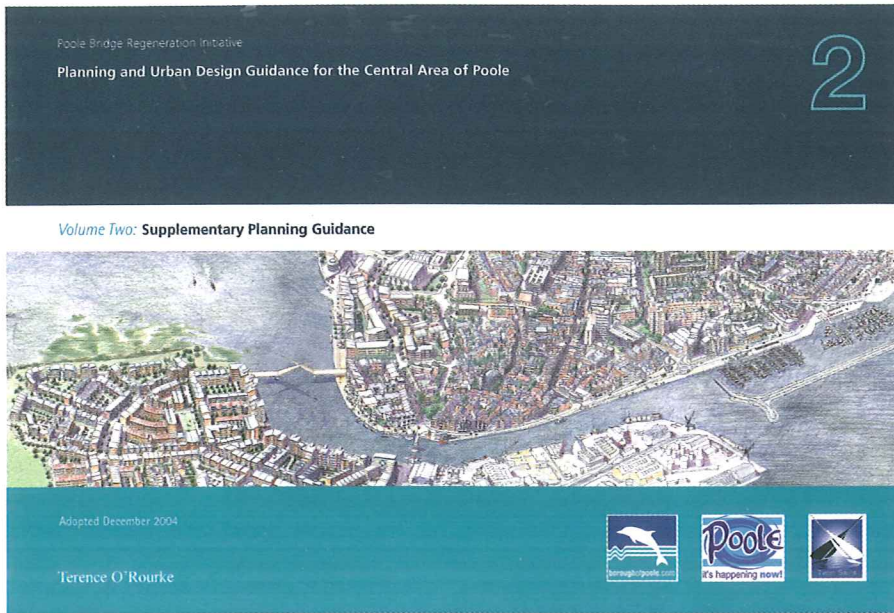 Poole Bridge Regeneration Initiative
Planning and Urban Design Guidance for the Central Area of Poole
2
Volume Two: Supplementary Planning Guidance
Adopted December 2004
Terence O'Rourke
boroughofpoole.com
Poole
it's happening now!